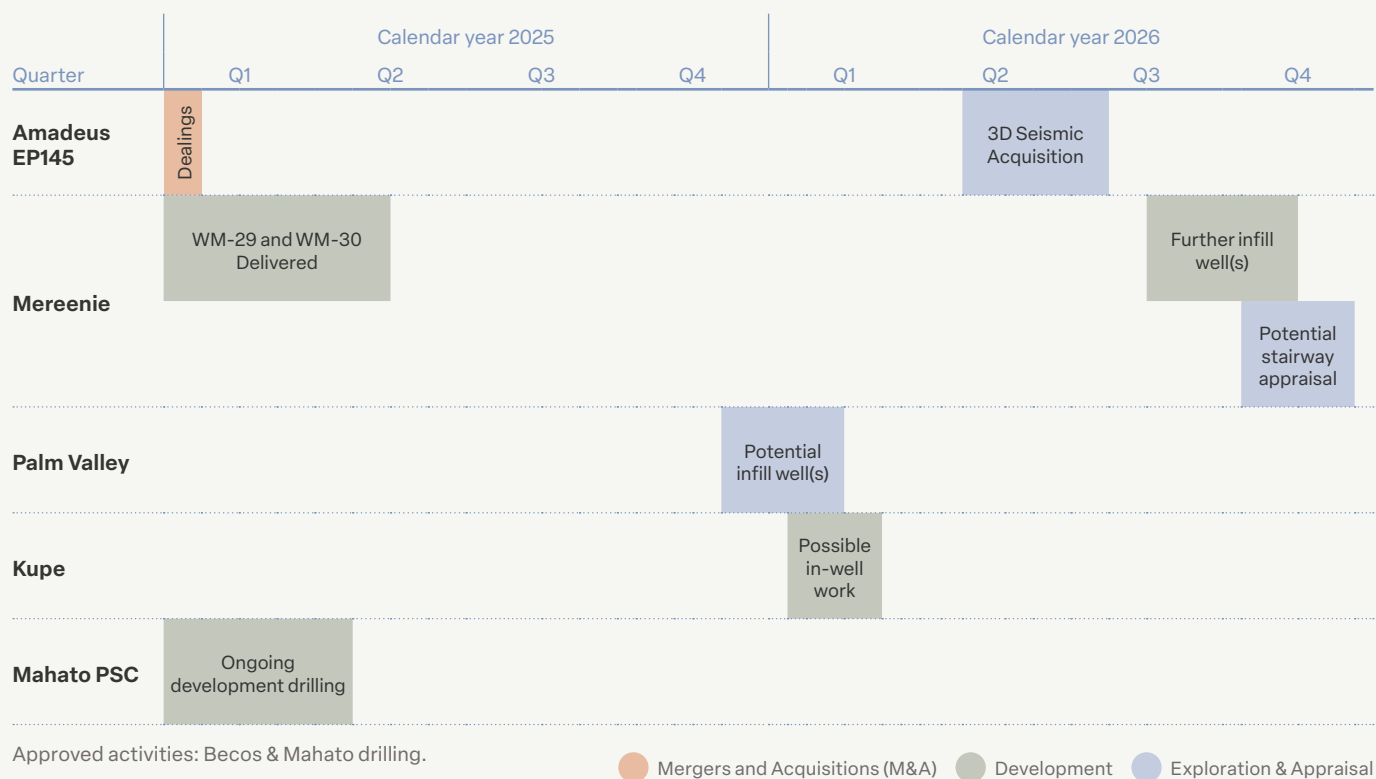 Calendar year 2025 Calendar year 2026
Quarter Q1 Q2 Q3 Q4 Q1 Q2 Q3 Q4
Amadeus
EP145
Dealings
3D Seismic
Acquisition
Mereenie
WM-29 and WM-30
Delivered
Further infill
well(s)
Potential
stairway
appraisal
Palm Valley
Potential
infill well(s)
Kupe
Possible
in-well
work
Mahato PSC
Ongoing
development drilling
Approved activities: Becos & Mahato drilling.
Mergers and Acquisitions (M&A) Development Exploration & Appraisal